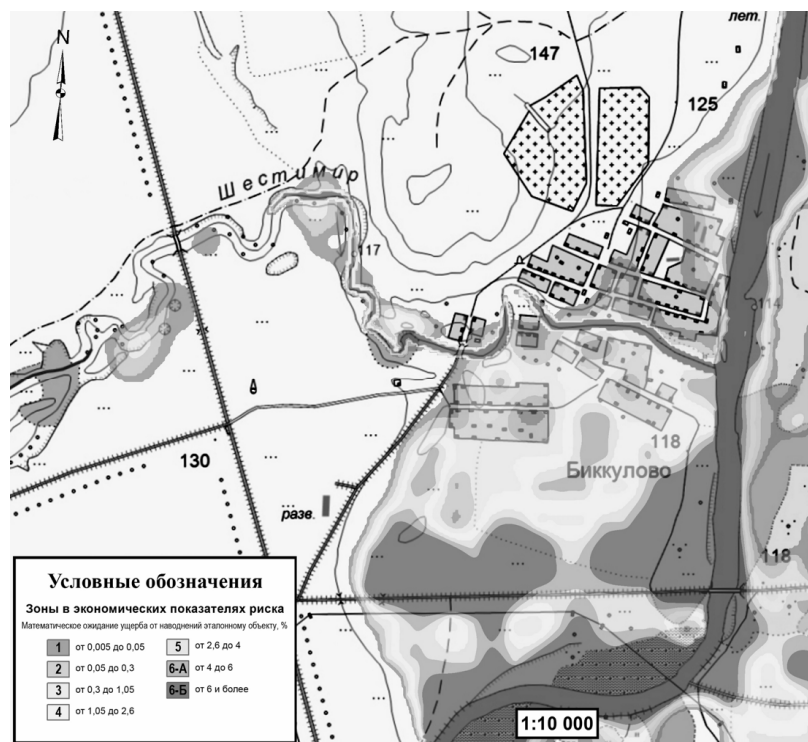 лет.
N
147
125
Шестимир
117
114
118
130
Биккулово
разв.
118
Условные обозначения
Зоны в экономических показателях риска
Математическое ожидание ущерба от наводнений эталонному объекту, %
1 от 0,005 до 0,05
2 от 0,05 до 0,3
3 от 0,3 до 1,05
4 от 1,05 до 2,6
5 от 2,6 до 4
6-А от 4 до 6
6-Б от 6 и более
1:10 000